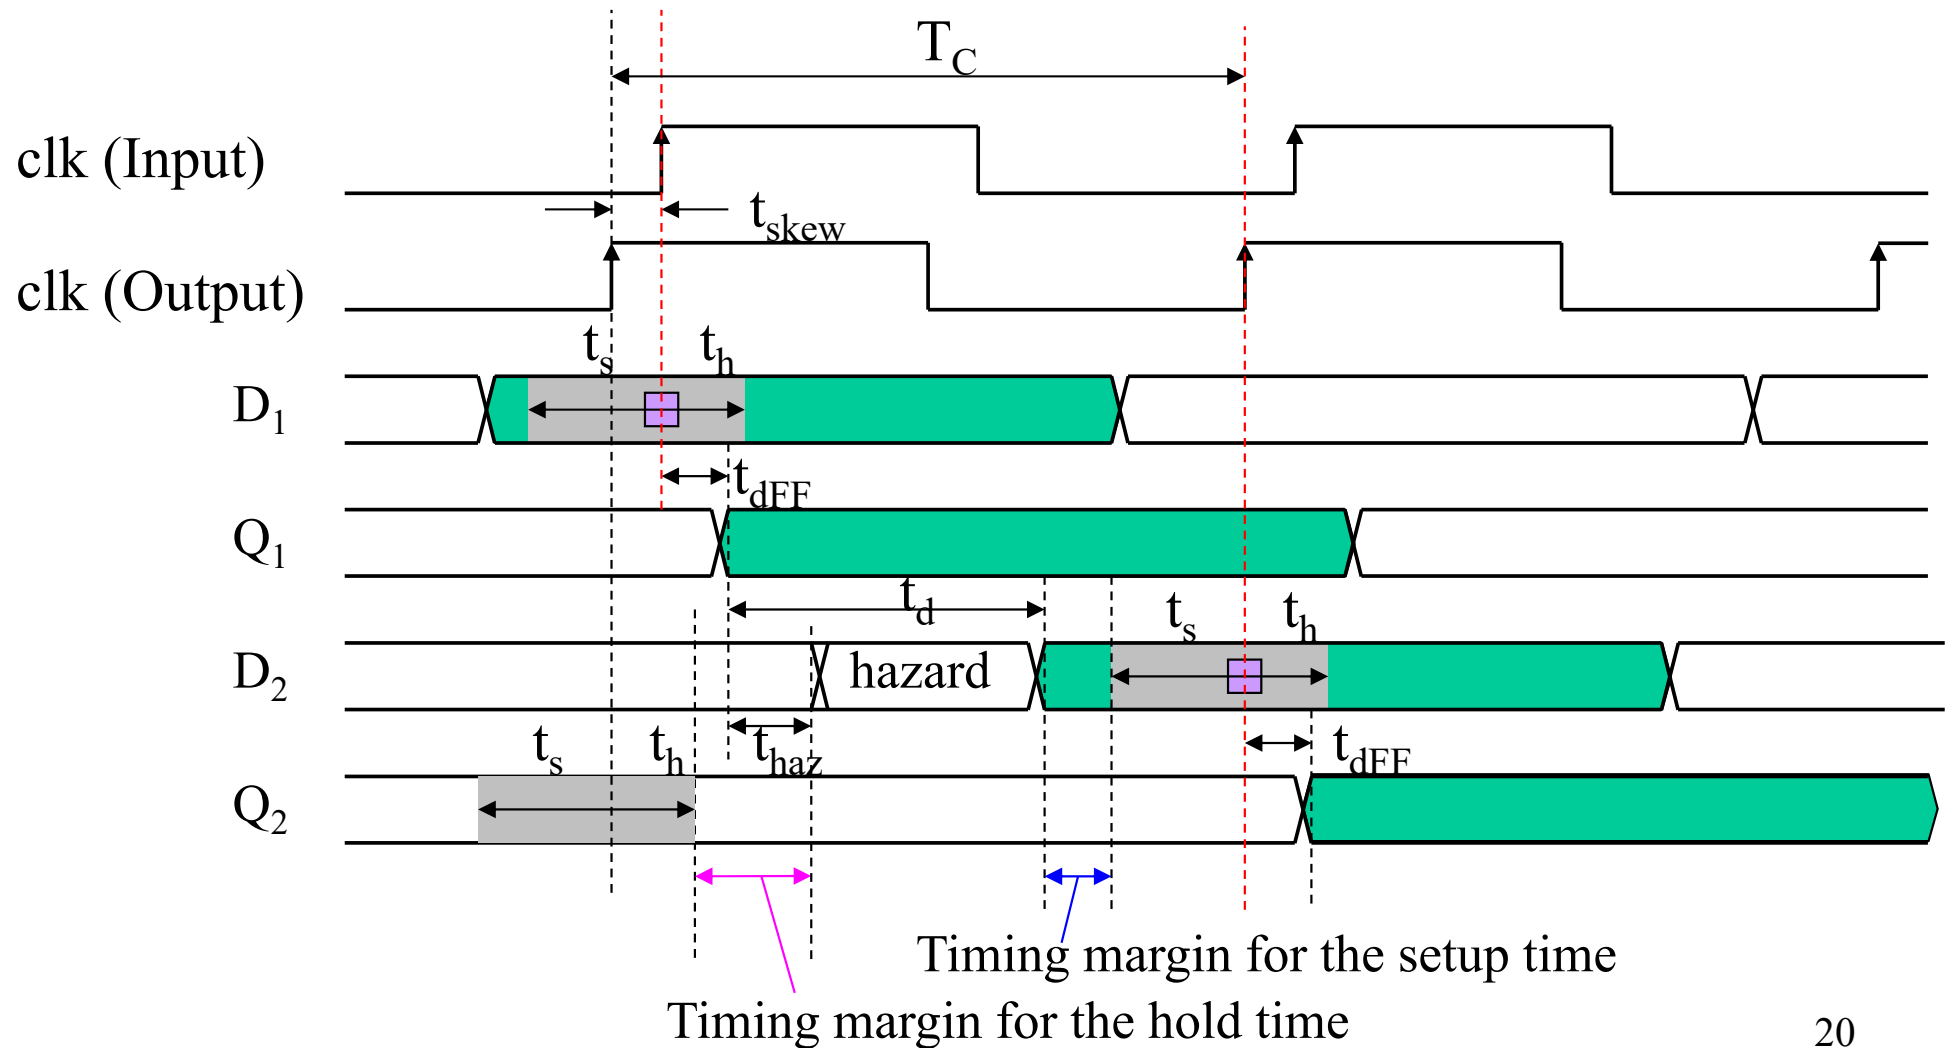 T_C
clk (Input)
t_skew
clk (Output)
t_s t_h
D_1
t_dFF
Q_1
t_d
t_s t_h
hazard
D_2
t_s t_h t_haz t_dFF
Q_2
Timing margin for the setup time
Timing margin for the hold time
20